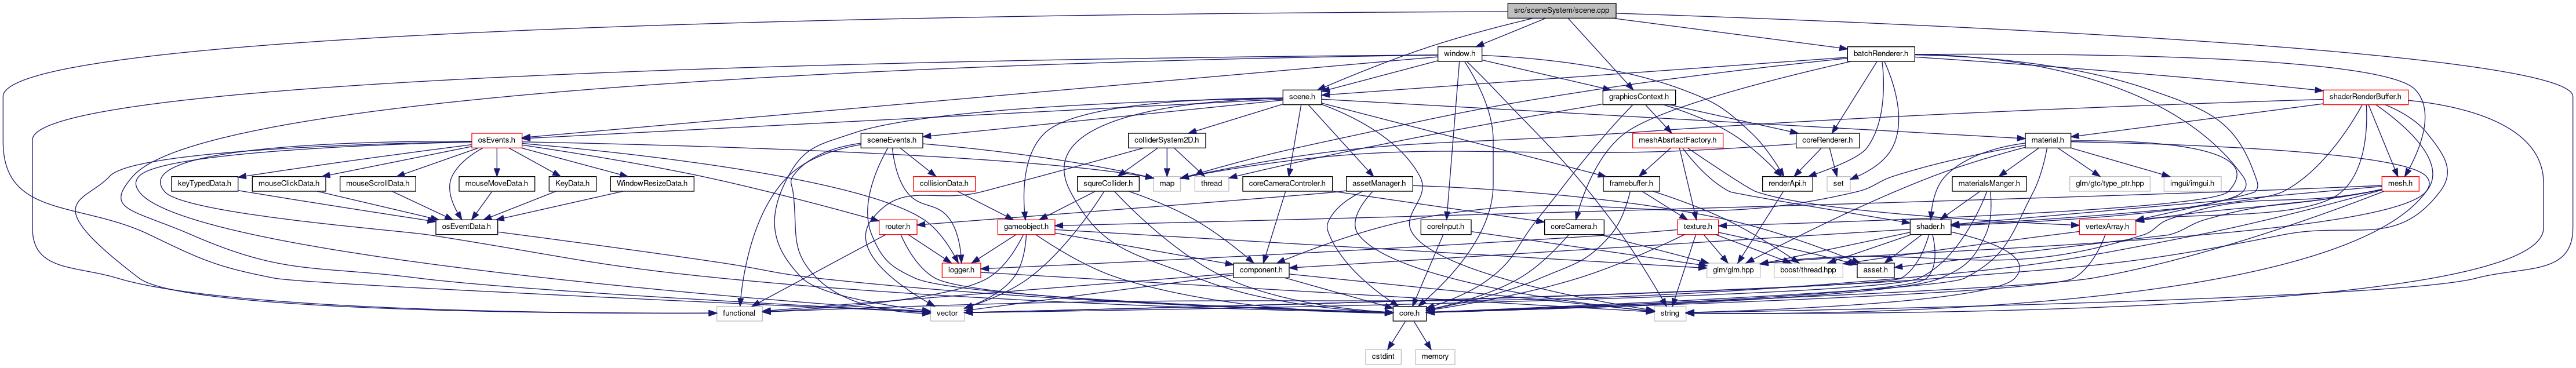 src/sceneSystem/scene.cpp
window.h
batchRenderer.h
scene.h
graphicsContext.h
shaderRenderBuffer.h
osEvents.h
sceneEvents.h
colliderSystem2D.h
meshAbsrtactFactory.h
coreRenderer.h
material.h
keyTypedData.h
mouseClickData.h
mouseScrollData.h
mouseMoveData.h
KeyData.h
WindowResizeData.h
collisionData.h
map
thread
squreCollider.h
coreCameraControler.h
assetManager.h
framebuffer.h
renderApi.h
set
materialsManger.h
glm/gtc/type_ptr.hpp
imgui/imgui.h
mesh.h
osEventData.h
router.h
gameobject.h
coreInput.h
coreCamera.h
texture.h
shader.h
vertexArray.h
logger.h
component.h
glm/glm.hpp
boost/thread.hpp
asset.h
functional
vector
core.h
string
cstdint
memory